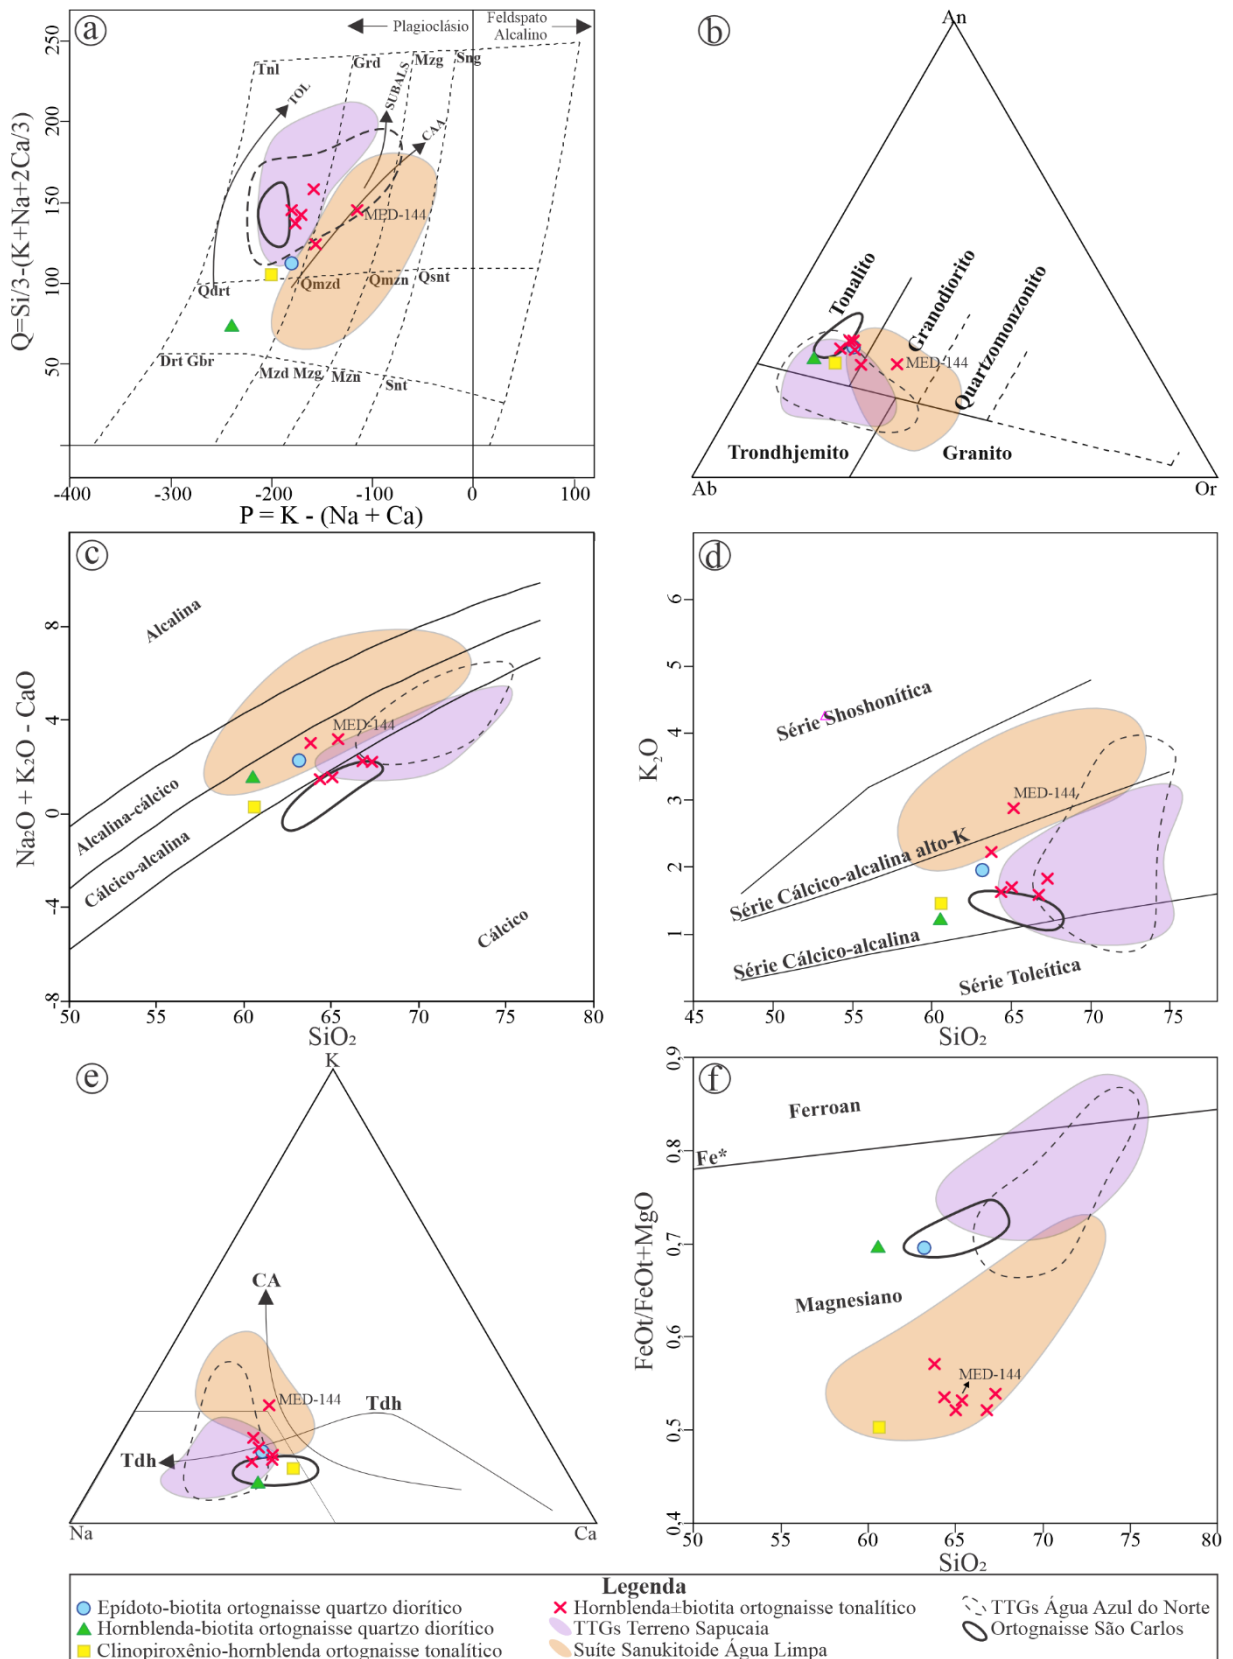 a
Plagioclásio
Feldspato
Alcalino
Q=Si/3-(K+Na+2Ca/3)
250
200
150
100
50
Tnl
Grd
Mzg
Sng
TOL
SUBALS
CAA
MED-144
Qdrt
Qmzd
Qmzn
Qsnt
Drt Gbr
Mzd Mzg
Mzn
Snt
-400
-300
-200
-100
0
100
P = K - (Na + Ca)
b
An
Tonalito
Granodiorito
Quartzomonzonito
MED-144
Trondhjemito
Granito
Ab
Or
c
Na₂O + K₂O - CaO
8
4
0
-4
-8
Alcalina
MED-144
Alcalina-cálcico
Cálcico-alcalina
Cálcico
50
55
60
65
70
75
80
SiO₂
d
K₂O
6
5
4
3
2
1
Série Shoshonítica
MED-144
Série Cálcico-alcalina alto-K
Série Cálcico-alcalina
Série Toleítica
45
50
55
60
65
70
75
SiO₂
e
K
CA
MED-144
Tdh
Tdh
Na
Ca
f
FeOt/FeOt+MgO
0,9
0,8
0,7
0,6
0,5
0,4
Ferroan
Fe*
Magnesiano
MED-144
50
55
60
65
70
75
80
SiO₂
Legenda
Epídoto-biotita ortognaisse quartzo diorítico
Hornblenda-biotita ortognaisse quartzo diorítico
Clinopiroxênio-hornblenda ortognaisse tonalítico
Hornblenda±biotita ortognaisse tonalítico
TTGs Terreno Sapucaia
Suíte Sanukitoide Água Limpa
TTGs Água Azul do Norte
Ortognaisse São Carlos